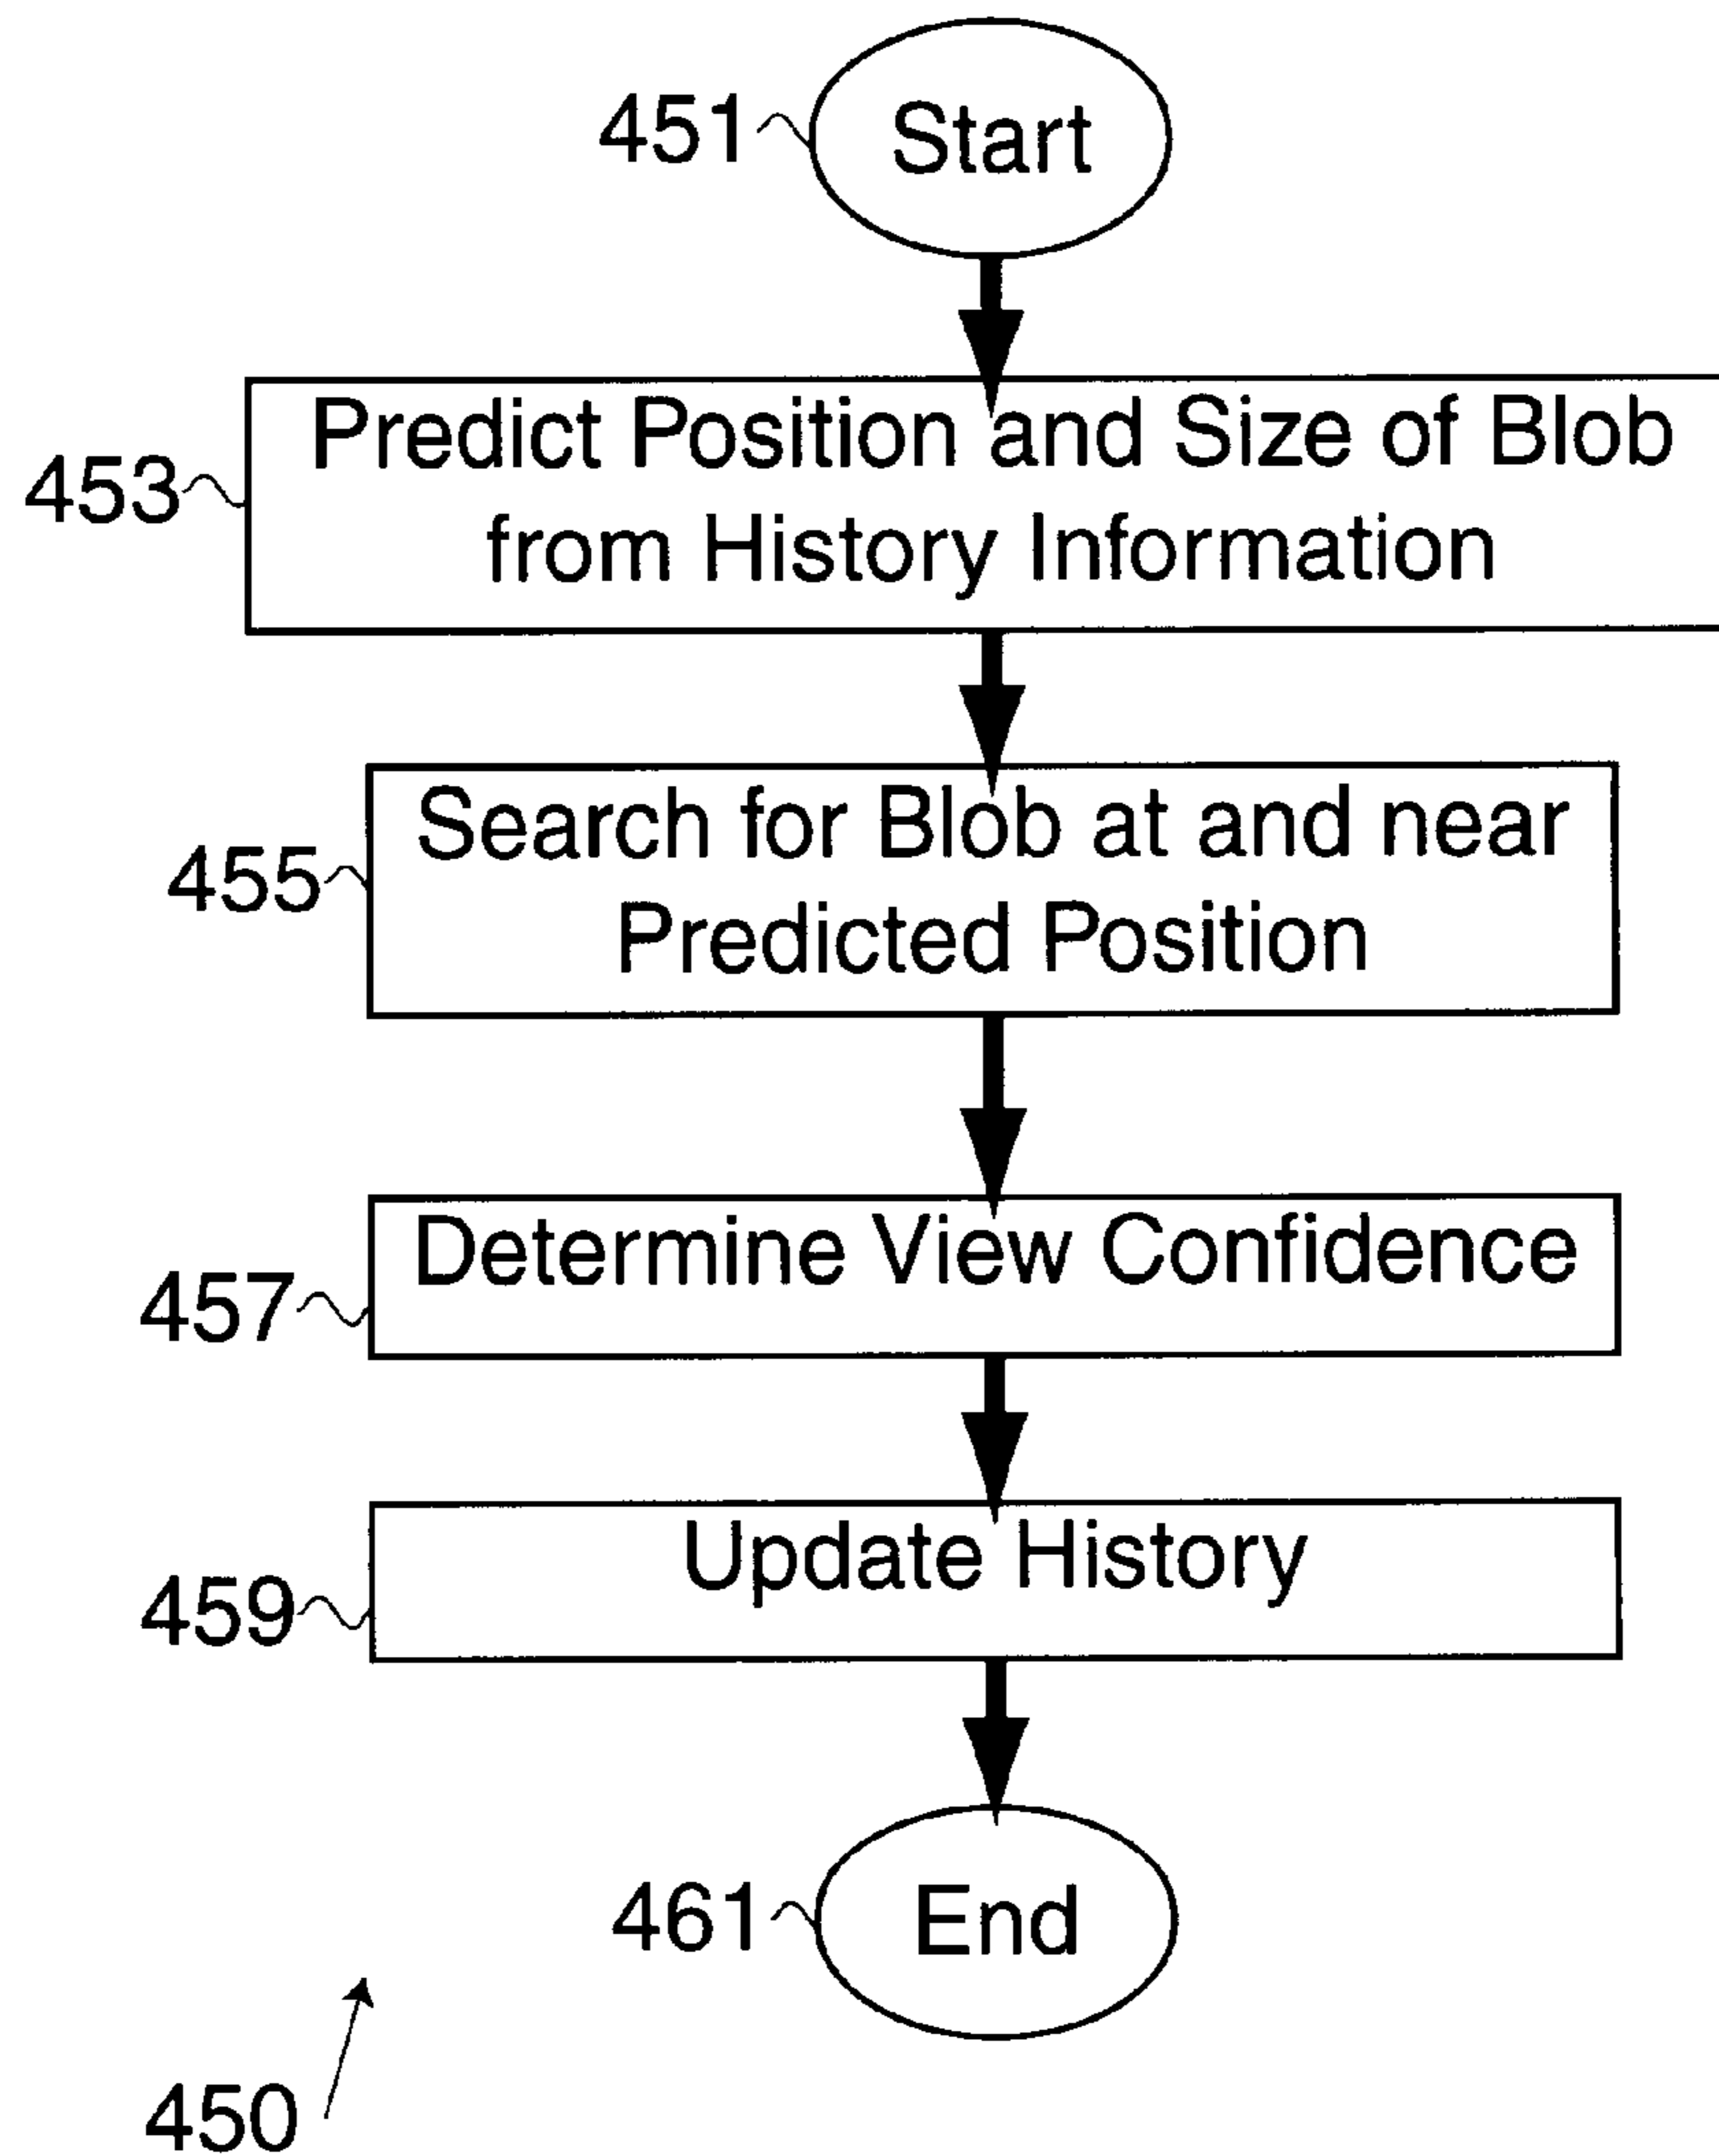 451
Start
453
Predict Position and Size of Blob
from History Information
455
Search for Blob at and near
Predicted Position
457
Determine View Confidence
459
Update History
461
End
450